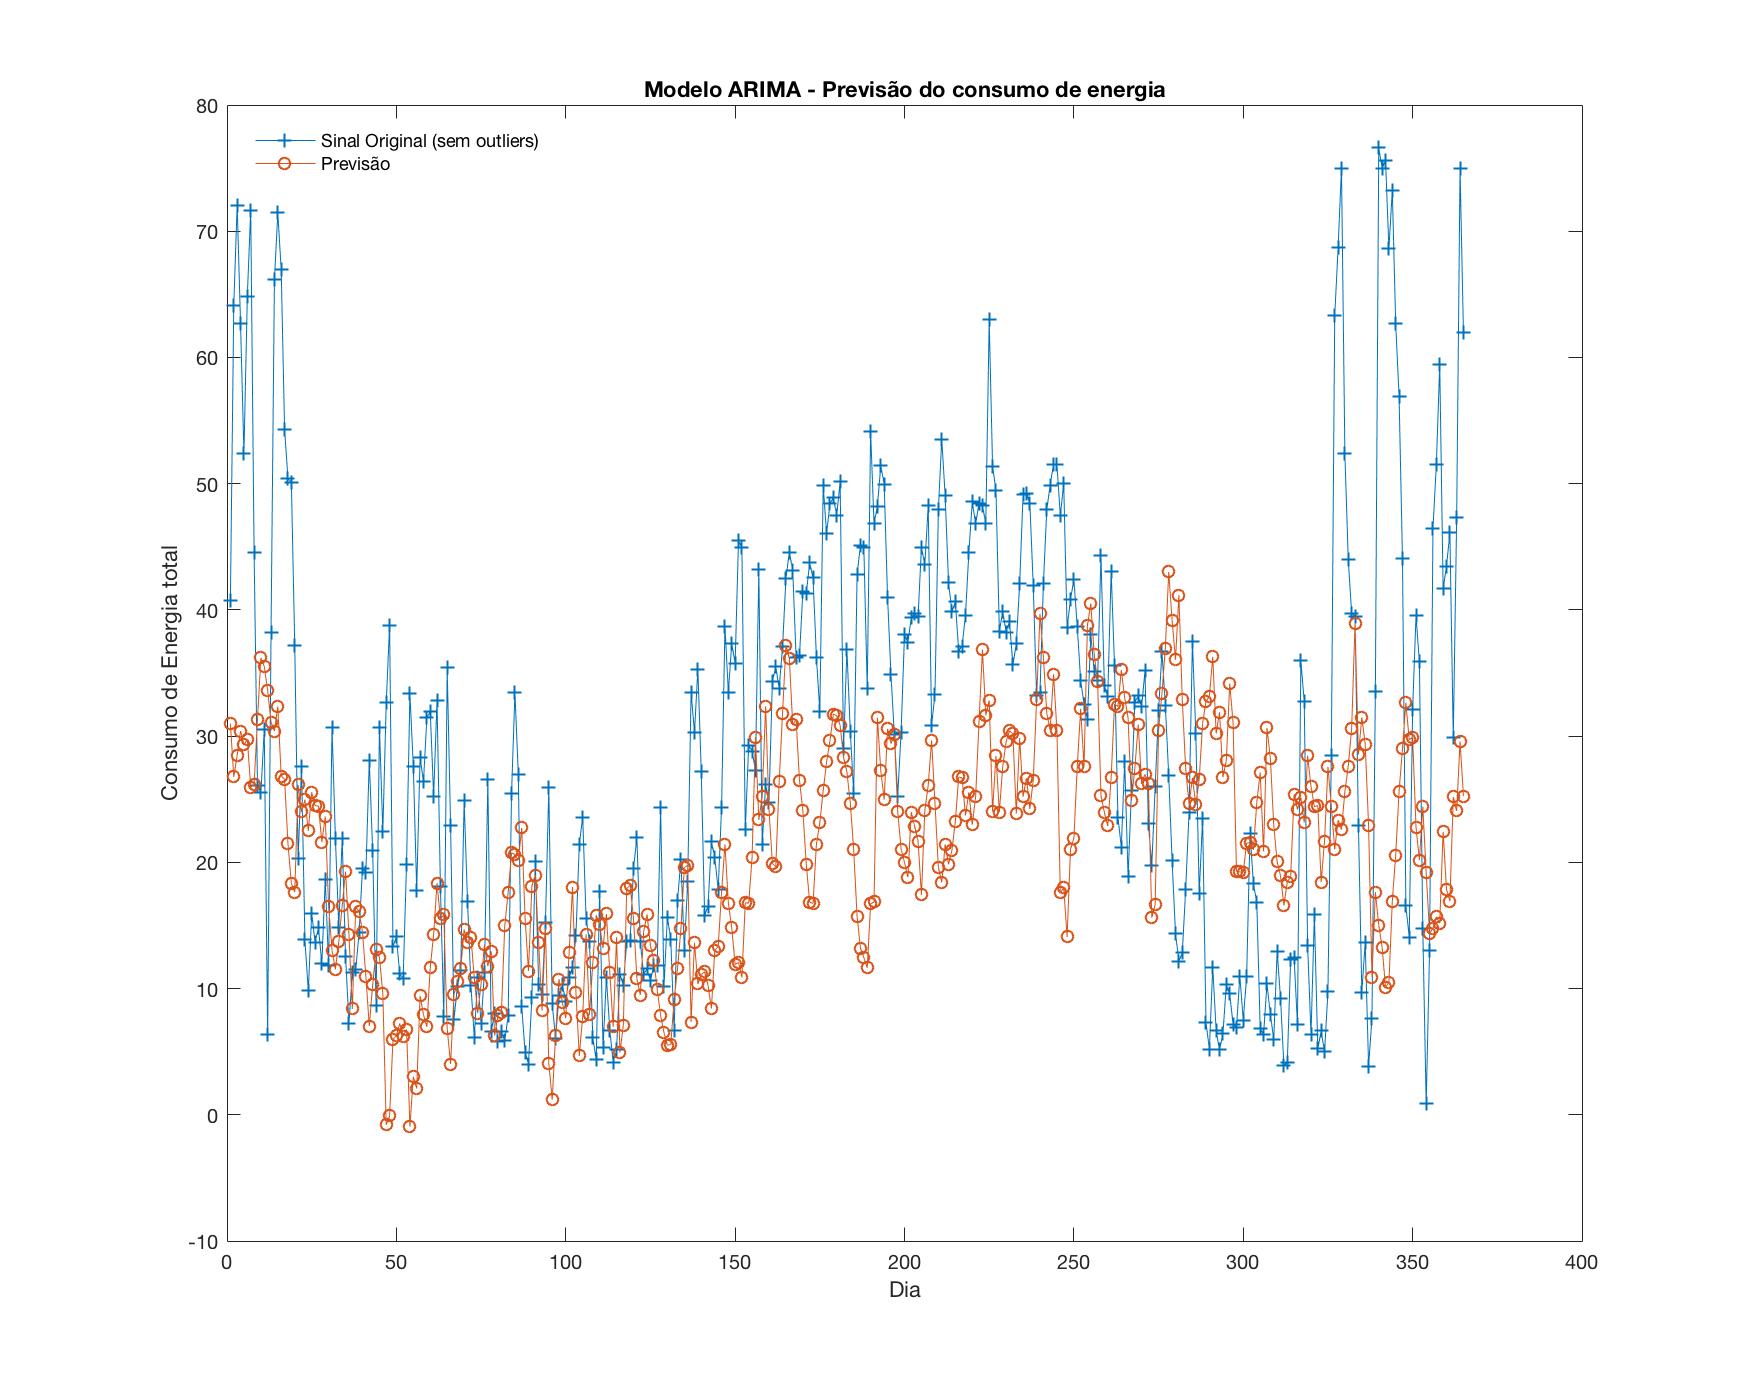 Modelo ARIMA - Previsão do consumo de energia
Sinal Original (sem outliers)
Previsão
Consumo de Energia total
80
70
60
50
40
30
20
10
0
-10
0 50 100 150 200 250 300 350 400
Dia